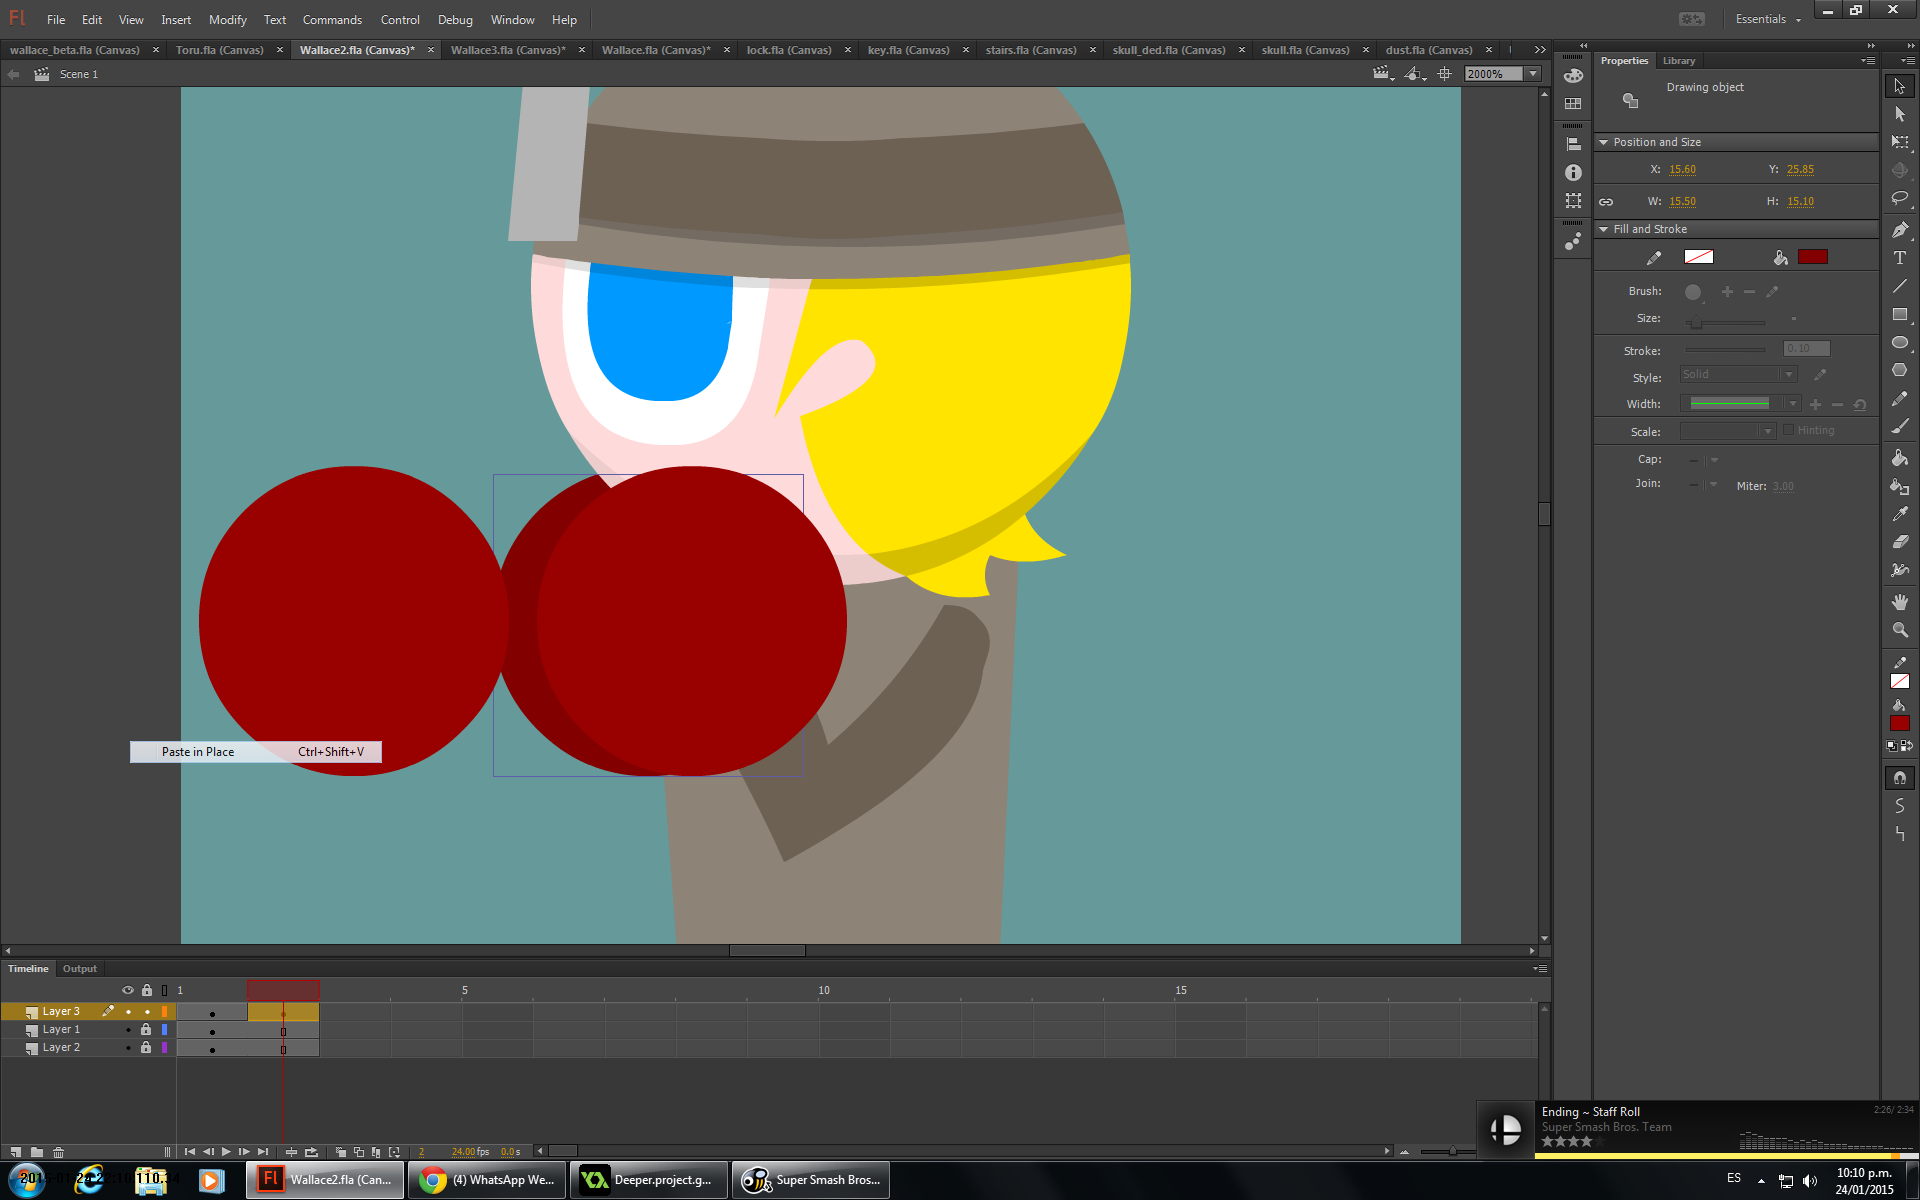 Fl File Edit View Insert Modify Text Commands Control Debug Window Help Essentials
wallace_beta.fla (Canvas) × Toru.fla (Canvas) × Wallace2.fla (Canvas)* × Wallace3.fla (Canvas)* × Wallace.fla (Canvas)* × lock.fla (Canvas) × key.fla (Canvas) × stairs.fla (Canvas) × skull_ded.fla (Canvas) × skull.fla (Canvas) × dust.fla (Canvas) ×
Scene 1 2000%
Properties Library
Drawing object
Position and Size
X: 15.60 Y: 25.85
W: 15.50 H: 15.10
Fill and Stroke
Brush:
Size:
Stroke: 0.10
Style: Solid
Width:
Scale: Hinting
Cap:
Join: Miter: 3.00
Paste in Place Ctrl+Shift+V
Timeline Output
1 5 10 15
Layer 3
Layer 1
Layer 2
2 24.00 fps 0.0 s
Ending ~ Staff Roll 2:26/ 2:34
Super Smash Bros. Team
Fl Wallace2.fla (Can... (4) WhatsApp We... Deeper.project.g... Super Smash Bros...
ES 10:10 p.m.
24/01/2015